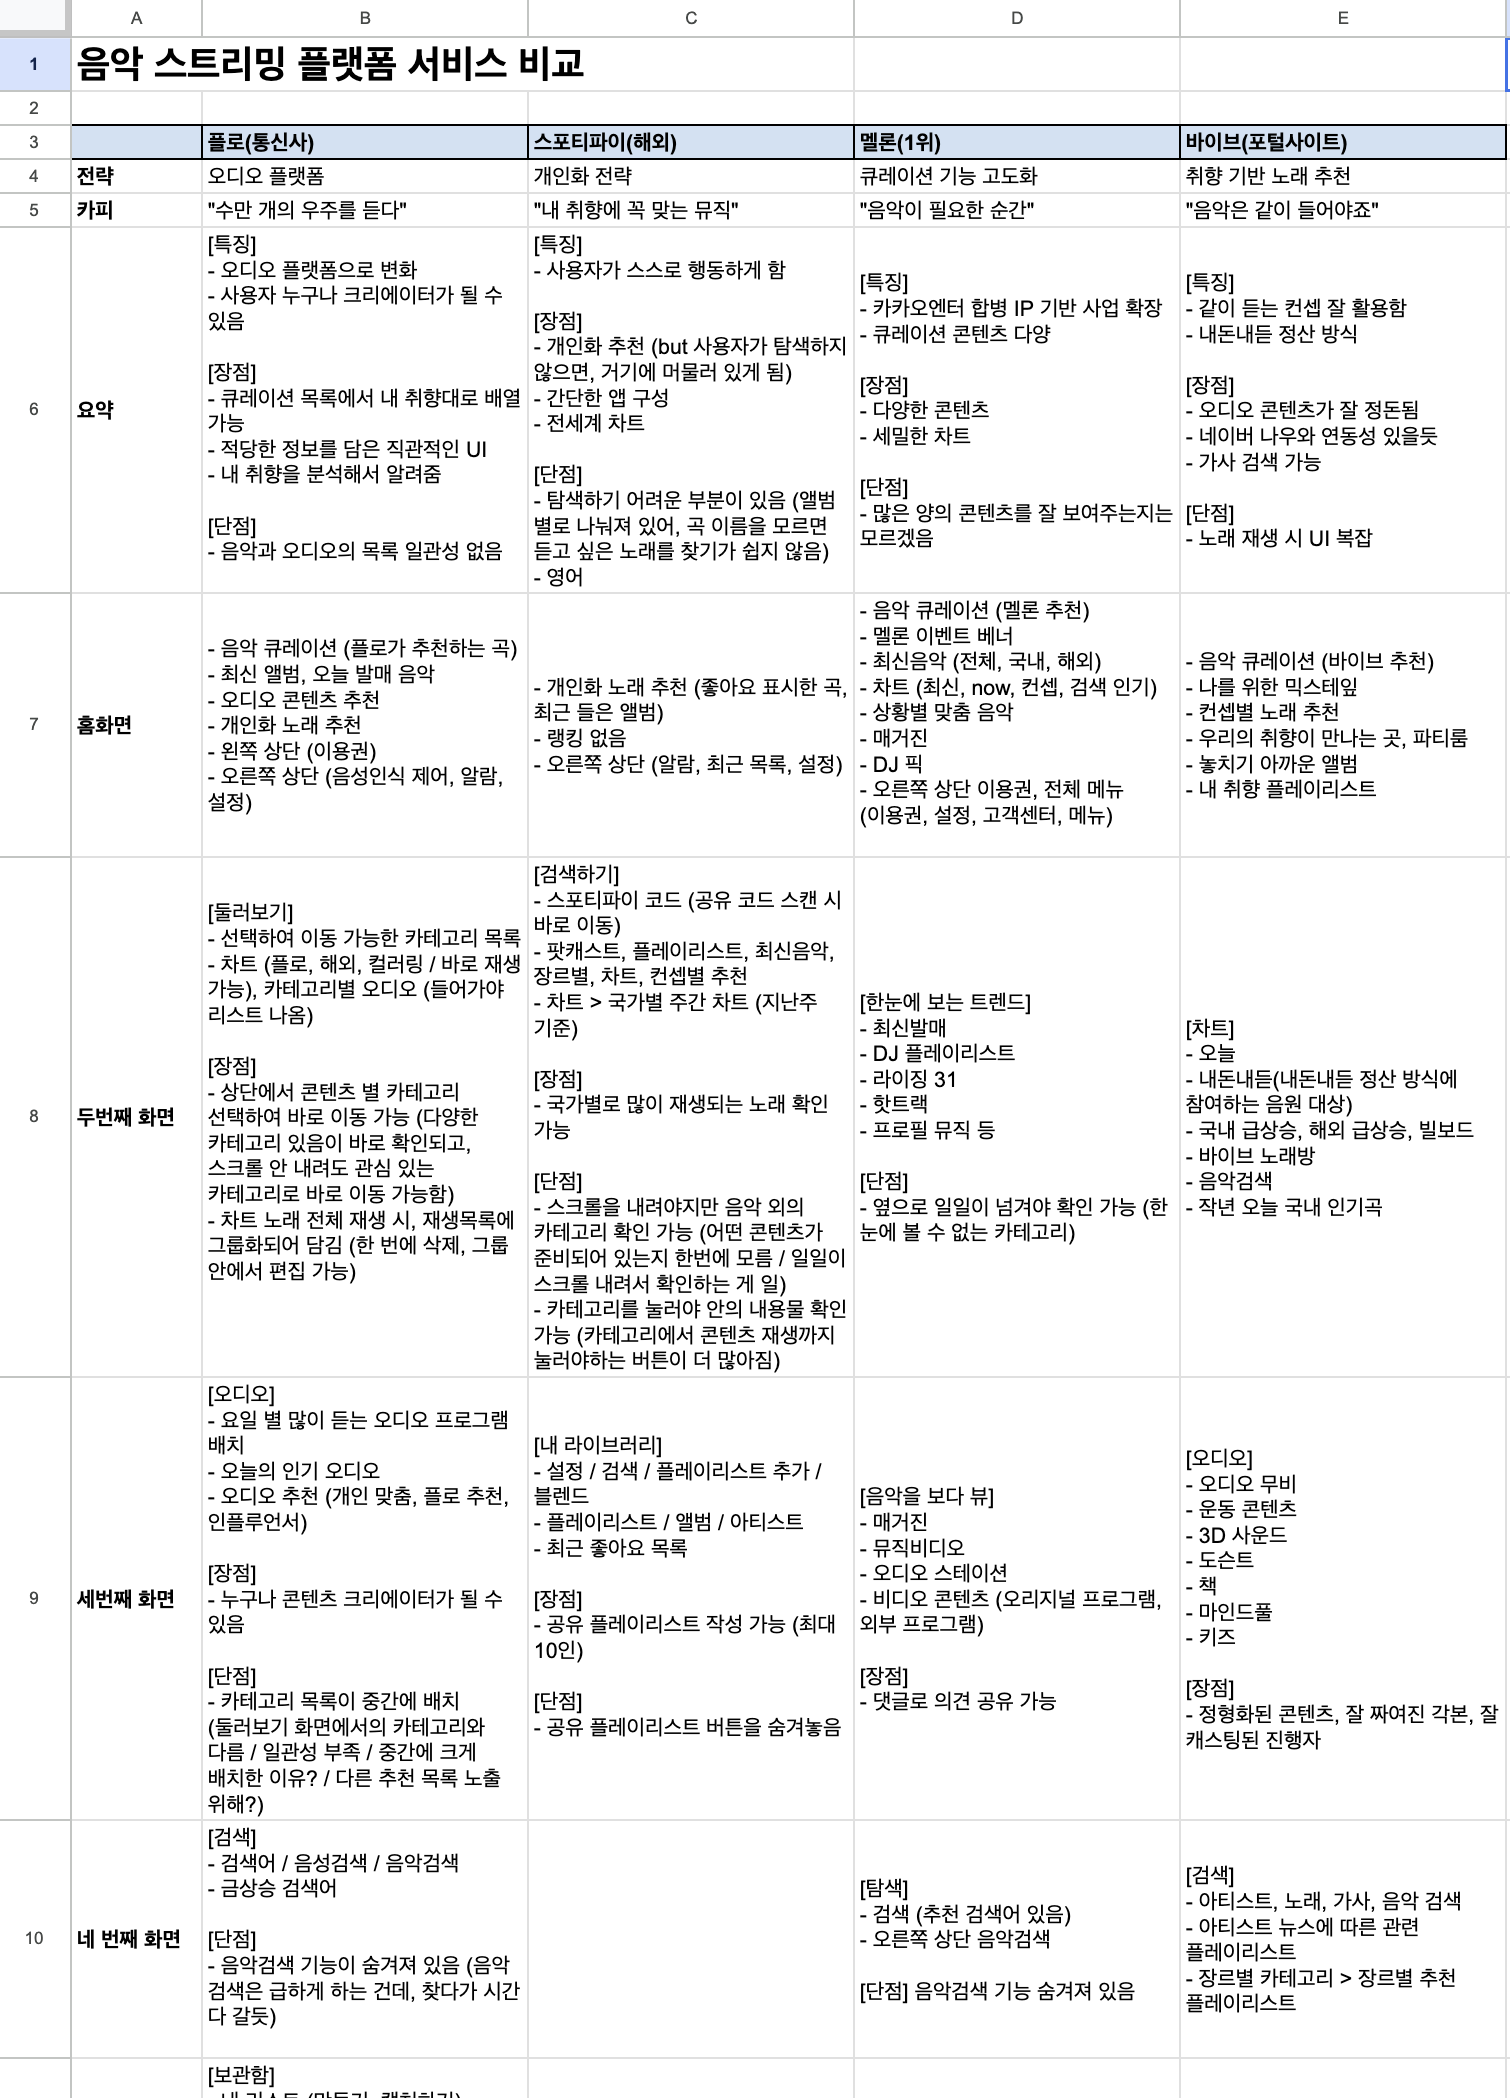 A B C D E
1 음악 스트리밍 플랫폼 서비스 비교
2
3 플로(통신사) 스포티파이(해외) 멜론(1위) 바이브(포털사이트)
4 전략 오디오 플랫폼 개인화 전략 큐레이션 기능 고도화 취향 기반 노래 추천
5 카피 "수만 개의 우주를 듣다" "내 취향에 꼭 맞는 뮤직" "음악이 필요한 순간" "음악은 같이 들어야죠"
6 요약
[특징]
- 오디오 플랫폼으로 변화
- 사용자 누구나 크리에이터가 될 수
있음
[장점]
- 큐레이션 목록에서 내 취향대로 배열
가능
- 적당한 정보를 담은 직관적인 UI
- 내 취향을 분석해서 알려줌
[단점]
- 음악과 오디오의 목록 일관성 없음
[특징]
- 사용자가 스스로 행동하게 함
[장점]
- 개인화 추천 (but 사용자가 탐색하지
않으면, 거기에 머물러 있게 됨)
- 간단한 앱 구성
- 전세계 차트
[단점]
- 탐색하기 어려운 부분이 있음 (앨범
별로 나눠져 있어, 곡 이름을 모르면
듣고 싶은 노래를 찾기가 쉽지 않음)
- 영어
[특징]
- 카카오엔터 합병 IP 기반 사업 확장
- 큐레이션 콘텐츠 다양
[장점]
- 다양한 콘텐츠
- 세밀한 차트
[단점]
- 많은 양의 콘텐츠를 잘 보여주는지는
모르겠음
[특징]
- 같이 듣는 컨셉 잘 활용함
- 내돈내듣 정산 방식
[장점]
- 오디오 콘텐츠가 잘 정돈됨
- 네이버 나우와 연동성 있을듯
- 가사 검색 가능
[단점]
- 노래 재생 시 UI 복잡
7 홈화면
- 음악 큐레이션 (플로가 추천하는 곡)
- 최신 앨범, 오늘 발매 음악
- 오디오 콘텐츠 추천
- 개인화 노래 추천
- 왼쪽 상단 (이용권)
- 오른쪽 상단 (음성인식 제어, 알람,
설정)
- 개인화 노래 추천 (좋아요 표시한 곡,
최근 들은 앨범)
- 랭킹 없음
- 오른쪽 상단 (알람, 최근 목록, 설정)
- 음악 큐레이션 (멜론 추천)
- 멜론 이벤트 베너
- 최신음악 (전체, 국내, 해외)
- 차트 (최신, now, 컨셉, 검색 인기)
- 상황별 맞춤 음악
- 매거진
- DJ 픽
- 오른쪽 상단 이용권, 전체 메뉴
(이용권, 설정, 고객센터, 메뉴)
- 음악 큐레이션 (바이브 추천)
- 나를 위한 믹스테잎
- 컨셉별 노래 추천
- 우리의 취향이 만나는 곳, 파티룸
- 놓치기 아까운 앨범
- 내 취향 플레이리스트
8 두번째 화면
[둘러보기]
- 선택하여 이동 가능한 카테고리 목록
- 차트 (플로, 해외, 컬러링 / 바로 재생
가능), 카테고리별 오디오 (들어가야
리스트 나옴)
[장점]
- 상단에서 콘텐츠 별 카테고리
선택하여 바로 이동 가능 (다양한
카테고리 있음이 바로 확인되고,
스크롤 안 내려도 관심 있는
카테고리로 바로 이동 가능함)
- 차트 노래 전체 재생 시, 재생목록에
그룹화되어 담김 (한 번에 삭제, 그룹
안에서 편집 가능)
[검색하기]
- 스포티파이 코드 (공유 코드 스캔 시
바로 이동)
- 팟캐스트, 플레이리스트, 최신음악,
장르별, 차트, 컨셉별 추천
- 차트 > 국가별 주간 차트 (지난주
기준)
[장점]
- 국가별로 많이 재생되는 노래 확인
가능
[단점]
- 스크롤을 내려야지만 음악 외의
카테고리 확인 가능 (어떤 콘텐츠가
준비되어 있는지 한번에 모름 / 일일이
스크롤 내려서 확인하는 게 일)
- 카테고리를 눌러야 안의 내용물 확인
가능 (카테고리에서 콘텐츠 재생까지
눌러야하는 버튼이 더 많아짐)
[한눈에 보는 트렌드]
- 최신발매
- DJ 플레이리스트
- 라이징 31
- 핫트랙
- 프로필 뮤직 등
[단점]
- 옆으로 일일이 넘겨야 확인 가능 (한
눈에 볼 수 없는 카테고리)
[차트]
- 오늘
- 내돈내듣(내돈내듣 정산 방식에
참여하는 음원 대상)
- 국내 급상승, 해외 급상승, 빌보드
- 바이브 노래방
- 음악검색
- 작년 오늘 국내 인기곡
9 세번째 화면
[오디오]
- 요일 별 많이 듣는 오디오 프로그램
배치
- 오늘의 인기 오디오
- 오디오 추천 (개인 맞춤, 플로 추천,
인플루언서)
[장점]
- 누구나 콘텐츠 크리에이터가 될 수
있음
[단점]
- 카테고리 목록이 중간에 배치
(둘러보기 화면에서의 카테고리와
다름 / 일관성 부족 / 중간에 크게
배치한 이유? / 다른 추천 목록 노출
위해?)
[내 라이브러리]
- 설정 / 검색 / 플레이리스트 추가 /
블렌드
- 플레이리스트 / 앨범 / 아티스트
- 최근 좋아요 목록
[장점]
- 공유 플레이리스트 작성 가능 (최대
10인)
[단점]
- 공유 플레이리스트 버튼을 숨겨놓음
[음악을 보다 뷰]
- 매거진
- 뮤직비디오
- 오디오 스테이션
- 비디오 콘텐츠 (오리지널 프로그램,
외부 프로그램)
[장점]
- 댓글로 의견 공유 가능
[오디오]
- 오디오 무비
- 운동 콘텐츠
- 3D 사운드
- 도슨트
- 책
- 마인드풀
- 키즈
[장점]
- 정형화된 콘텐츠, 잘 짜여진 각본, 잘
캐스팅된 진행자
10 네 번째 화면
[검색]
- 검색어 / 음성검색 / 음악검색
- 금상승 검색어
[단점]
- 음악검색 기능이 숨겨져 있음 (음악
검색은 급하게 하는 건데, 찾다가 시간
다 갈듯)
[탐색]
- 검색 (추천 검색어 있음)
- 오른쪽 상단 음악검색
[단점] 음악검색 기능 숨겨져 있음
[검색]
- 아티스트, 노래, 가사, 음악 검색
- 아티스트 뉴스에 따른 관련
플레이리스트
- 장르별 카테고리 > 장르별 추천
플레이리스트
[보관함]